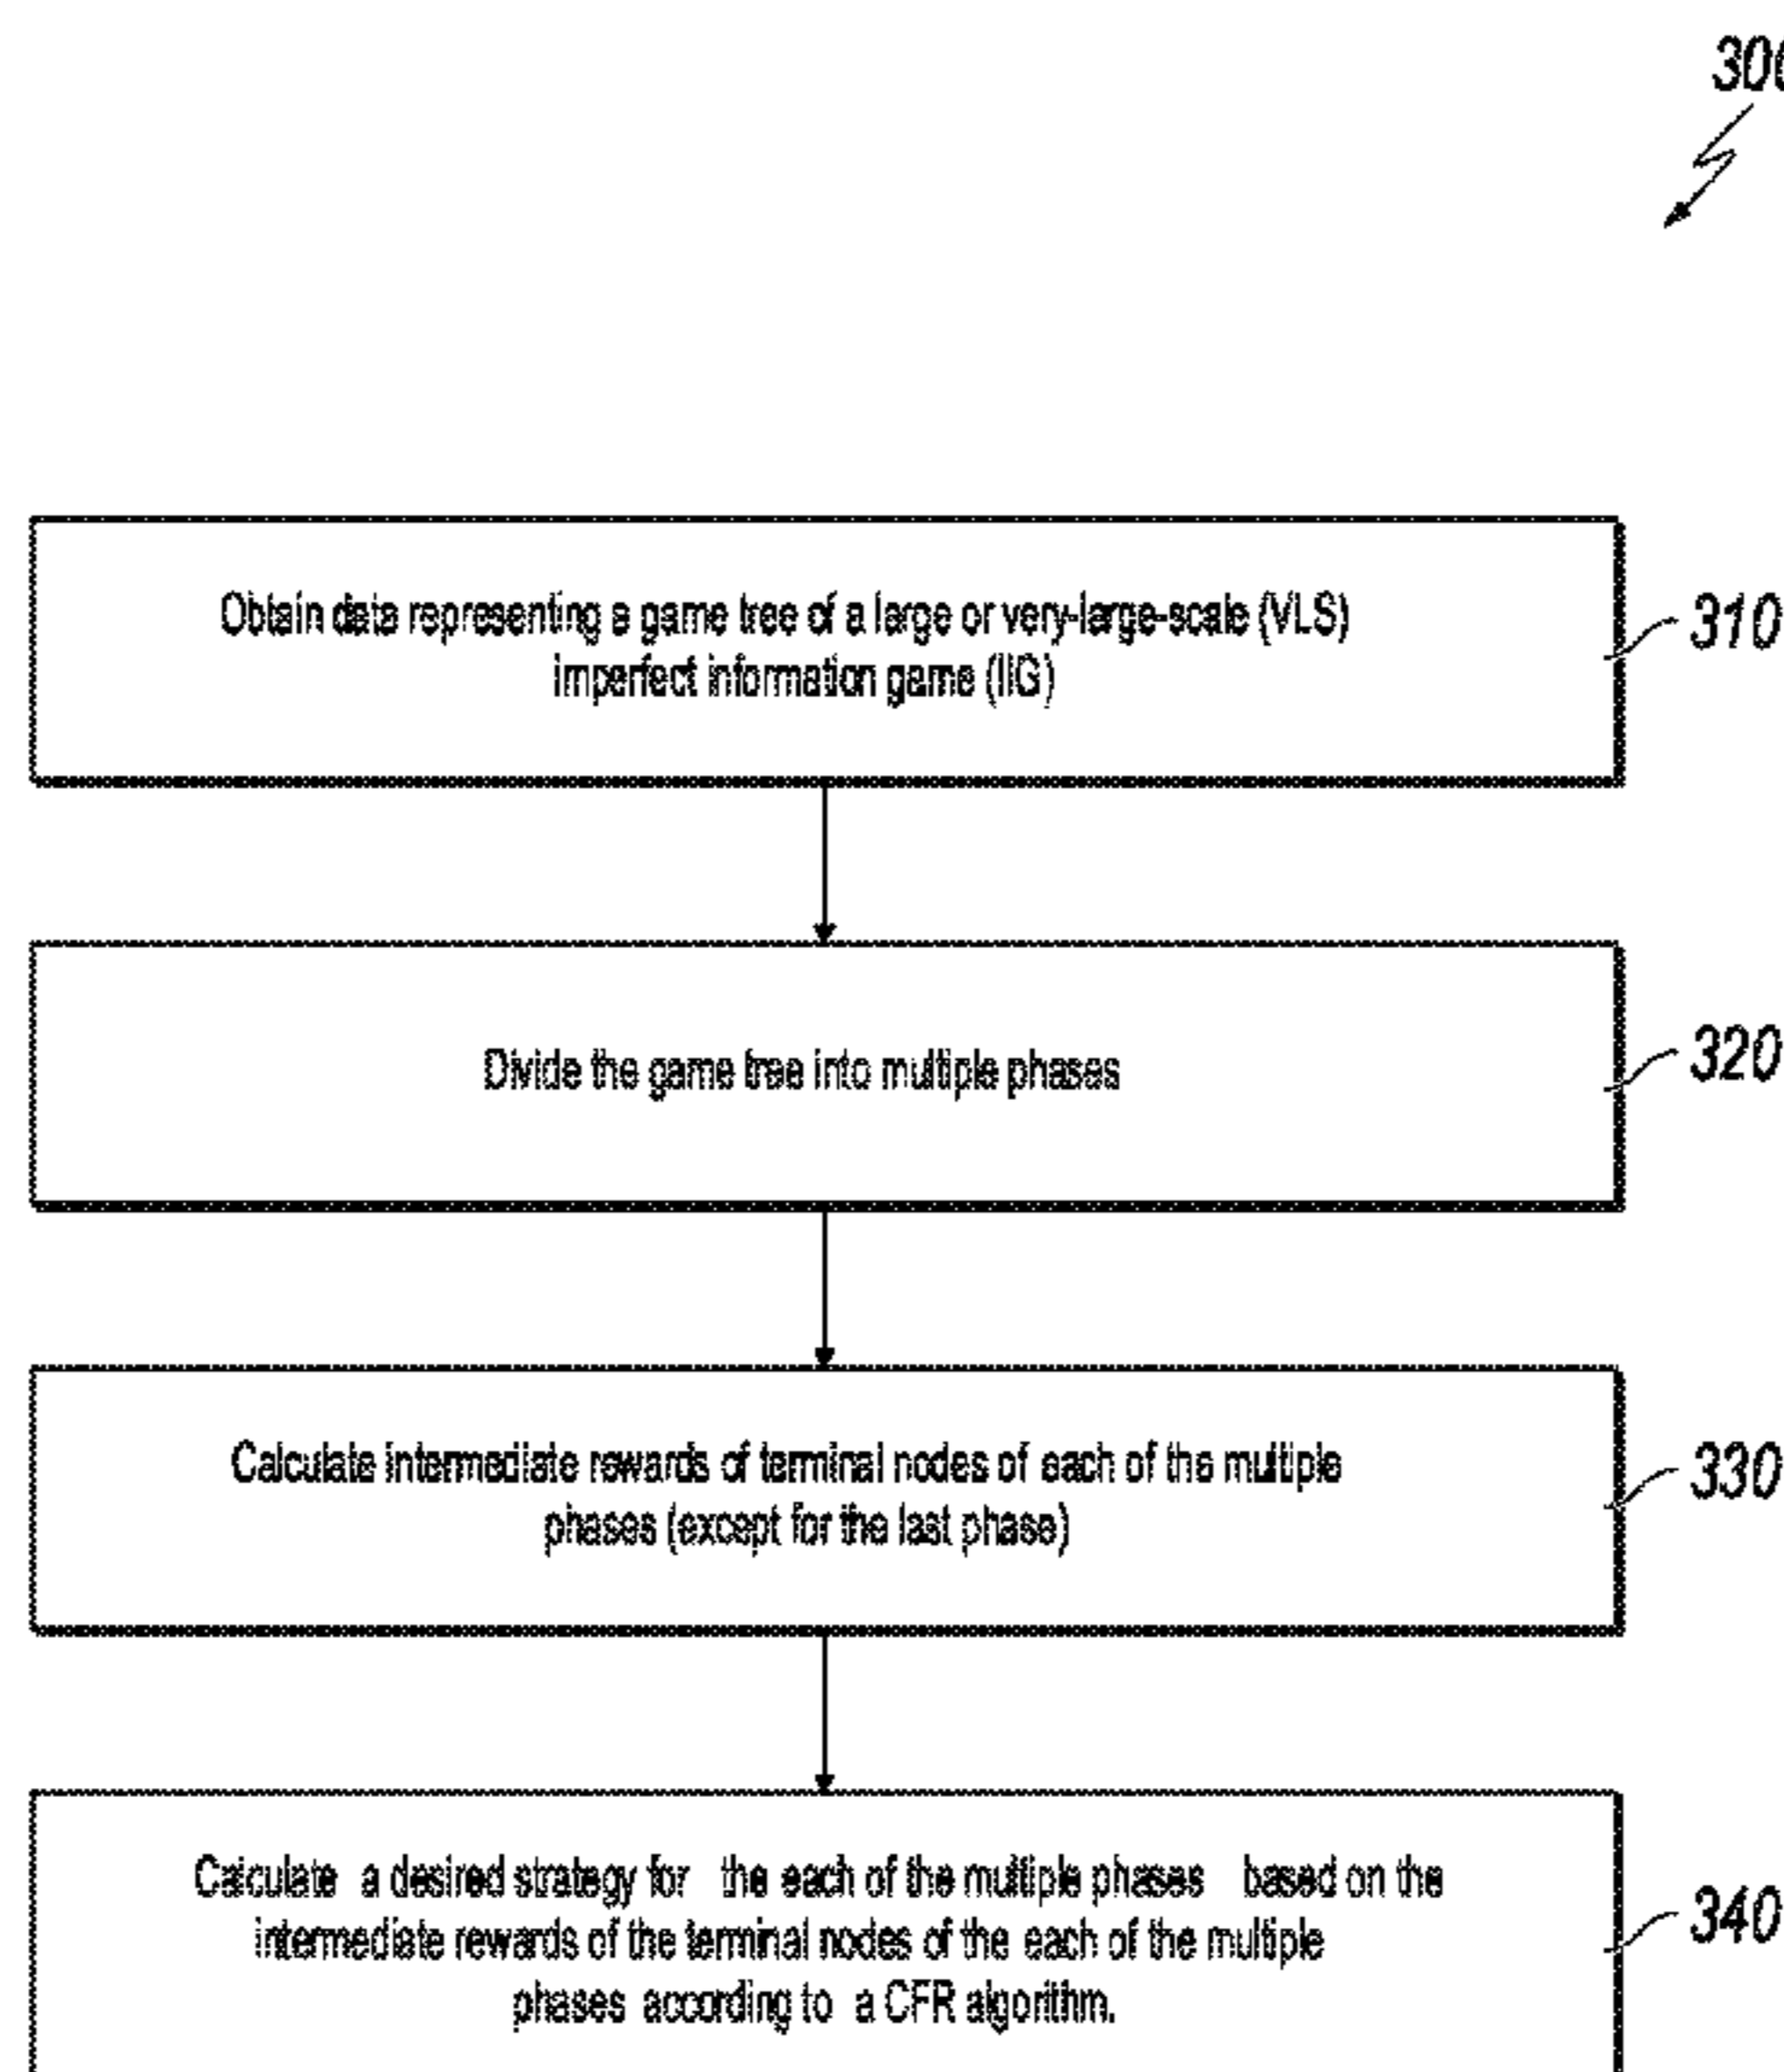 300
Obtain data representing a game tree of a large or very-large-scale (VLS)
imperfect information game (IIG)
310
Divide the game tree into multiple phases
320
Calculate intermediate rewards of terminal nodes of each of the multiple
phases (except for the last phase)
330
Calculate a desired strategy for the each of the multiple phases based on the
intermediate rewards of the terminal nodes of the each of the multiple
phases according to a CFR algorithm.
340